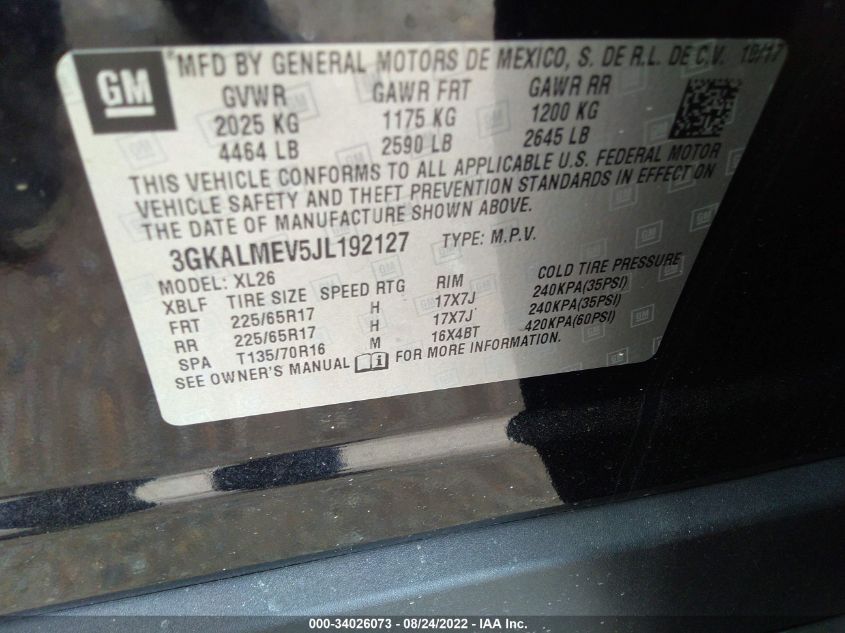 GM
MFD BY GENERAL MOTORS DE MEXICO, S. DE R.L. DE C.V. 10/17
GVWR GAWR FRT GAWR RR
2025 KG 1175 KG 1200 KG
4464 LB 2590 LB 2645 LB
THIS VEHICLE CONFORMS TO ALL APPLICABLE U.S. FEDERAL MOTOR
VEHICLE SAFETY AND THEFT PREVENTION STANDARDS IN EFFECT ON
THE DATE OF MANUFACTURE SHOWN ABOVE.
3GKALMEV5JL192127 TYPE: M.P.V.
MODEL: XL26
XBLF TIRE SIZE SPEED RTG RIM COLD TIRE PRESSURE
FRT 225/65R17 H 17X7J 240KPA(35PSI)
RR 225/65R17 H 17X7J 240KPA(35PSI)
SPA T135/70R16 M 16X4BT 420KPA(60PSI)
SEE OWNER'S MANUAL FOR MORE INFORMATION.
000-34026073 - 08/24/2022 - IAA Inc.